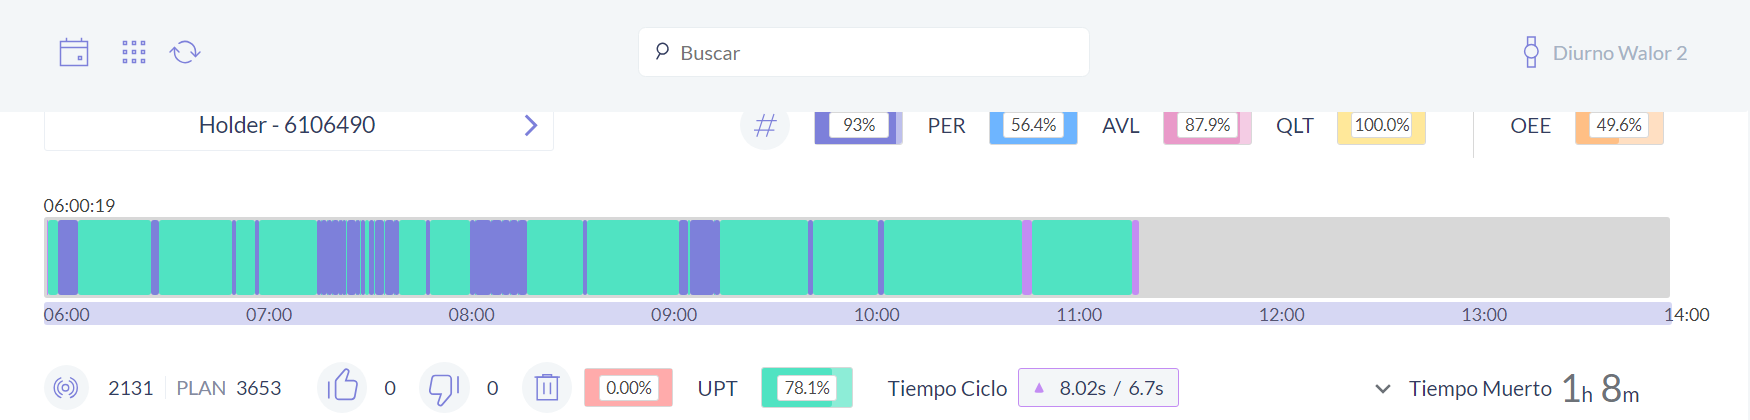 Buscar
Diurno Walor 2
Holder - 6106490 # 93% PER 56.4% AVL 87.9% QLT 100.0% OEE 49.6%
06:00:19
06:00 07:00 08:00 09:00 10:00 11:00 12:00 13:00 14:00
2131 PLAN 3653 0 0 0.00% UPT 78.1% Tiempo Ciclo 8.02s / 6.7s Tiempo Muerto 1h 8m